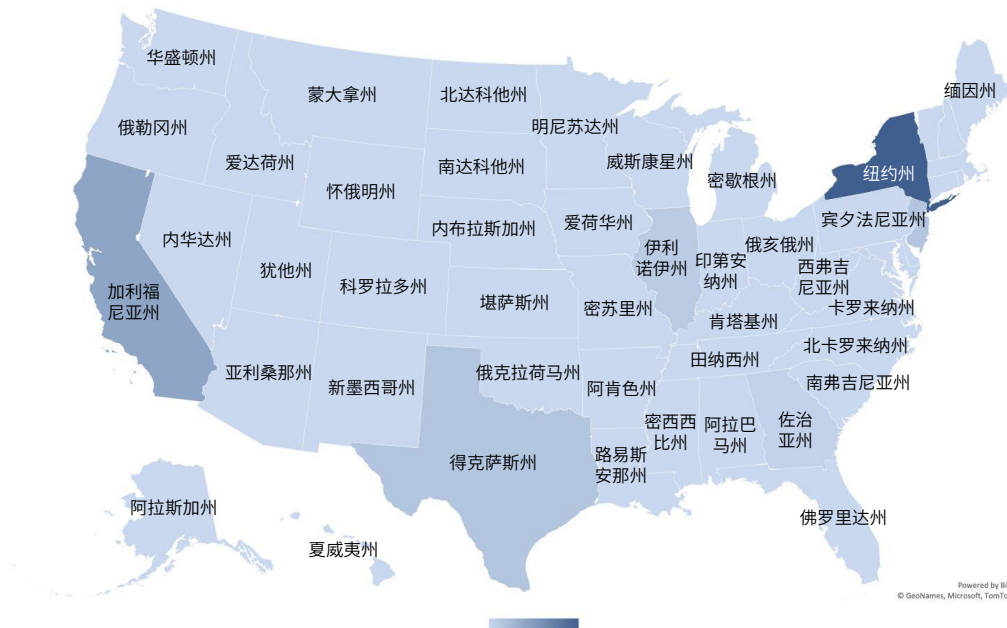 华盛顿州
蒙大拿州
北达科他州
缅因州
俄勒冈州
明尼苏达州
爱达荷州
南达科他州
威斯康星州
密歇根州
纽约州
怀俄明州
内布拉斯加州
爱荷华州
宾夕法尼亚州
内华达州
犹他州
科罗拉多州
堪萨斯州
密苏里州
伊利
诺伊州
印第安
纳州
俄亥俄州
西弗吉
尼亚州
加利福
尼亚州
卡罗来纳州
肯塔基州
北卡罗来纳州
田纳西州
亚利桑那州
新墨西哥州
俄克拉荷马州
阿肯色州
南弗吉尼亚州
密西西
比州
阿拉巴
马州
佐治
亚州
得克萨斯州
路易斯
安那州
阿拉斯加州
夏威夷州
佛罗里达州
Powered by Bi
© GeoNames, Microsoft, TomTo